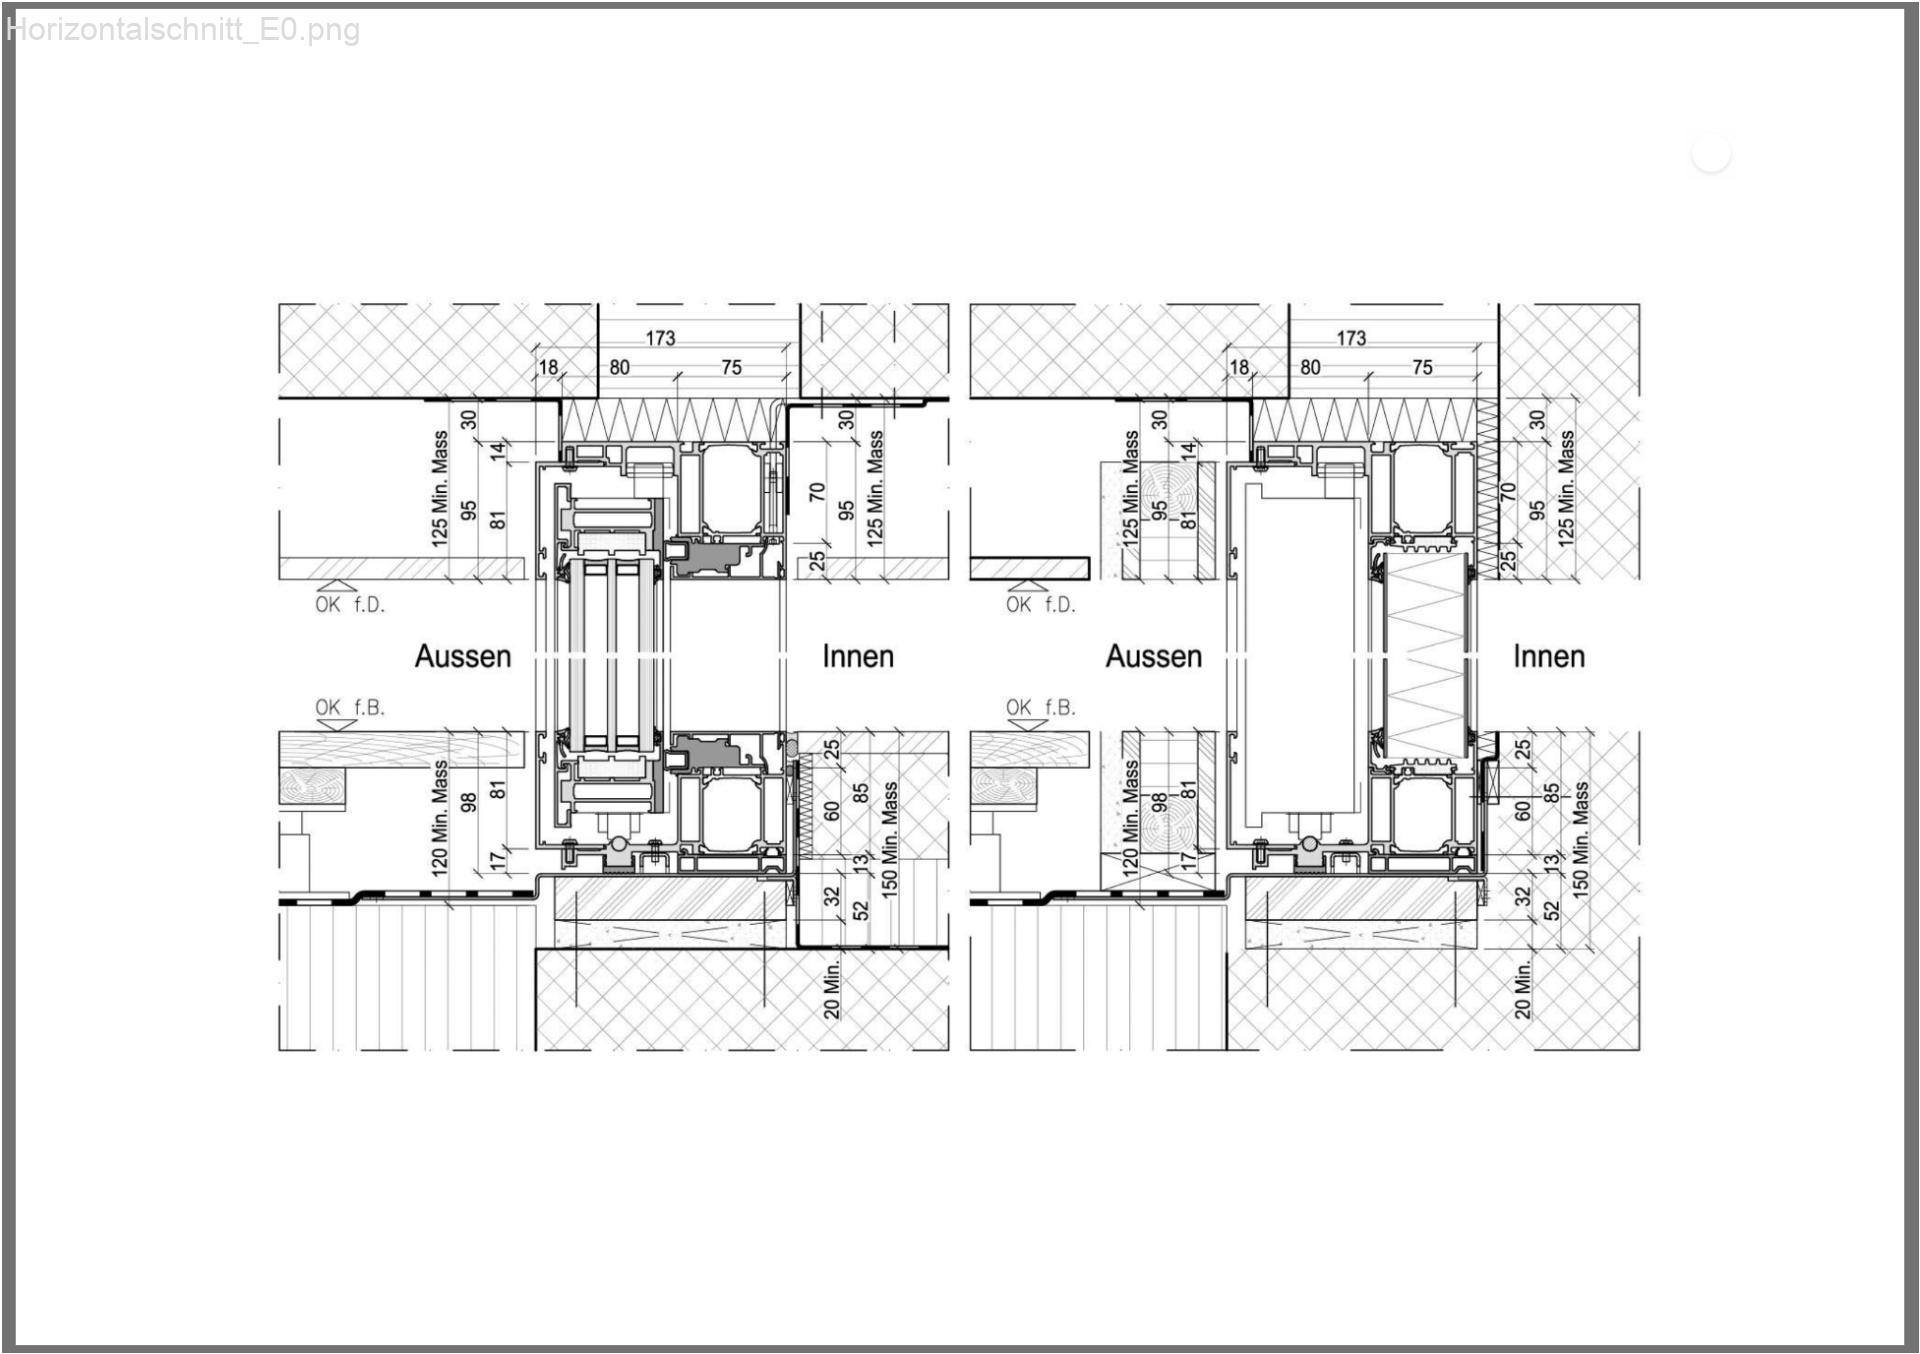 Horizontalschnitt_E0.png
173
18 80 75
30
14
125 Min. Mass
95
81
30
70
95
125 Min. Mass
25
OK f.D.
Aussen
Innen
OK f.B.
120 Min. Mass
98
81
17
25
60
85
13
150 Min. Mass
32
52
20 Min.
173
18 80 75
30
14
125 Min. Mass
95
81
30
70
95
125 Min. Mass
25
OK f.D.
Aussen
Innen
OK f.B.
120 Min. Mass
98
81
17
25
60
85
13
150 Min. Mass
32
52
20 Min.